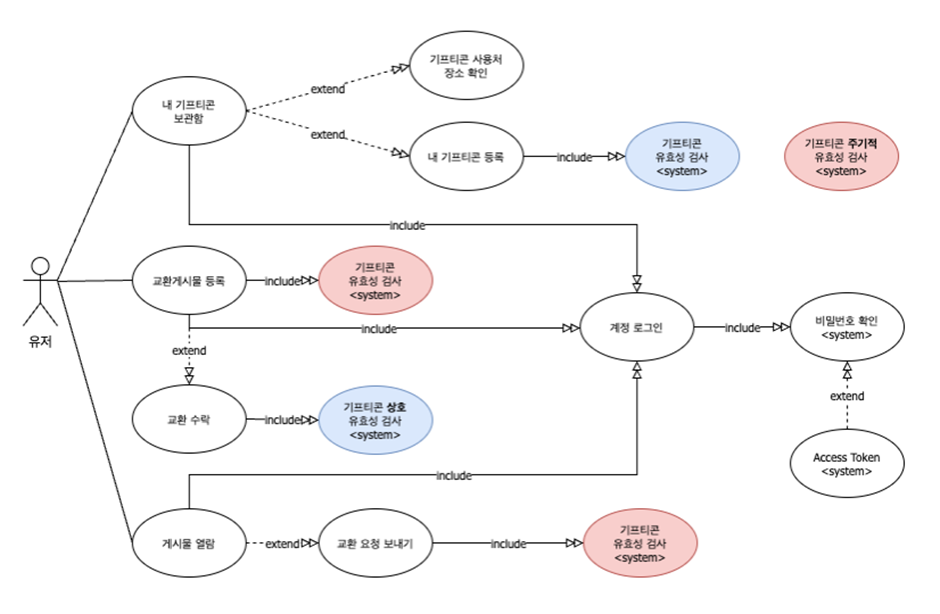 기프티콘 사용처
장소 확인
extend
내 기프티콘
보관함
extend
내 기프티콘 등록
include
기프티콘
유효성 검사
<system>
기프티콘 주기적
유효성 검사
<system>
include
유저
교환게시물 등록
include
기프티콘
유효성 검사
<system>
include
계정 로그인
include
비밀번호 확인
<system>
extend
extend
교환 수락
include
기프티콘 상호
유효성 검사
<system>
Access Token
<system>
include
게시물 열람
extend
교환 요청 보내기
include
기프티콘
유효성 검사
<system>